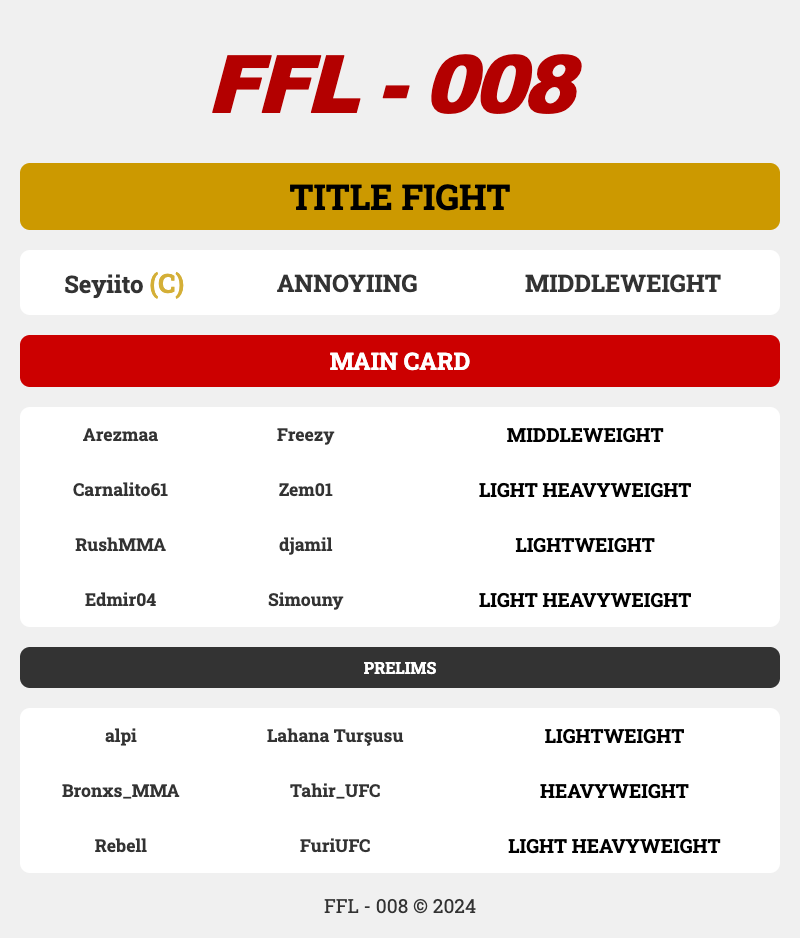 FFL - 008
TITLE FIGHT
Seyiito (C) ANNOYIING MIDDLEWEIGHT
MAIN CARD
Arezmaa Freezy MIDDLEWEIGHT
Carnalito61 Zem01 LIGHT HEAVYWEIGHT
RushMMA djamil LIGHTWEIGHT
Edmir04 Simouny LIGHT HEAVYWEIGHT
PRELIMS
alpi Lahana Turşusu LIGHTWEIGHT
Bronxs_MMA Tahir_UFC HEAVYWEIGHT
Rebell FuriUFC LIGHT HEAVYWEIGHT
FFL - 008 © 2024